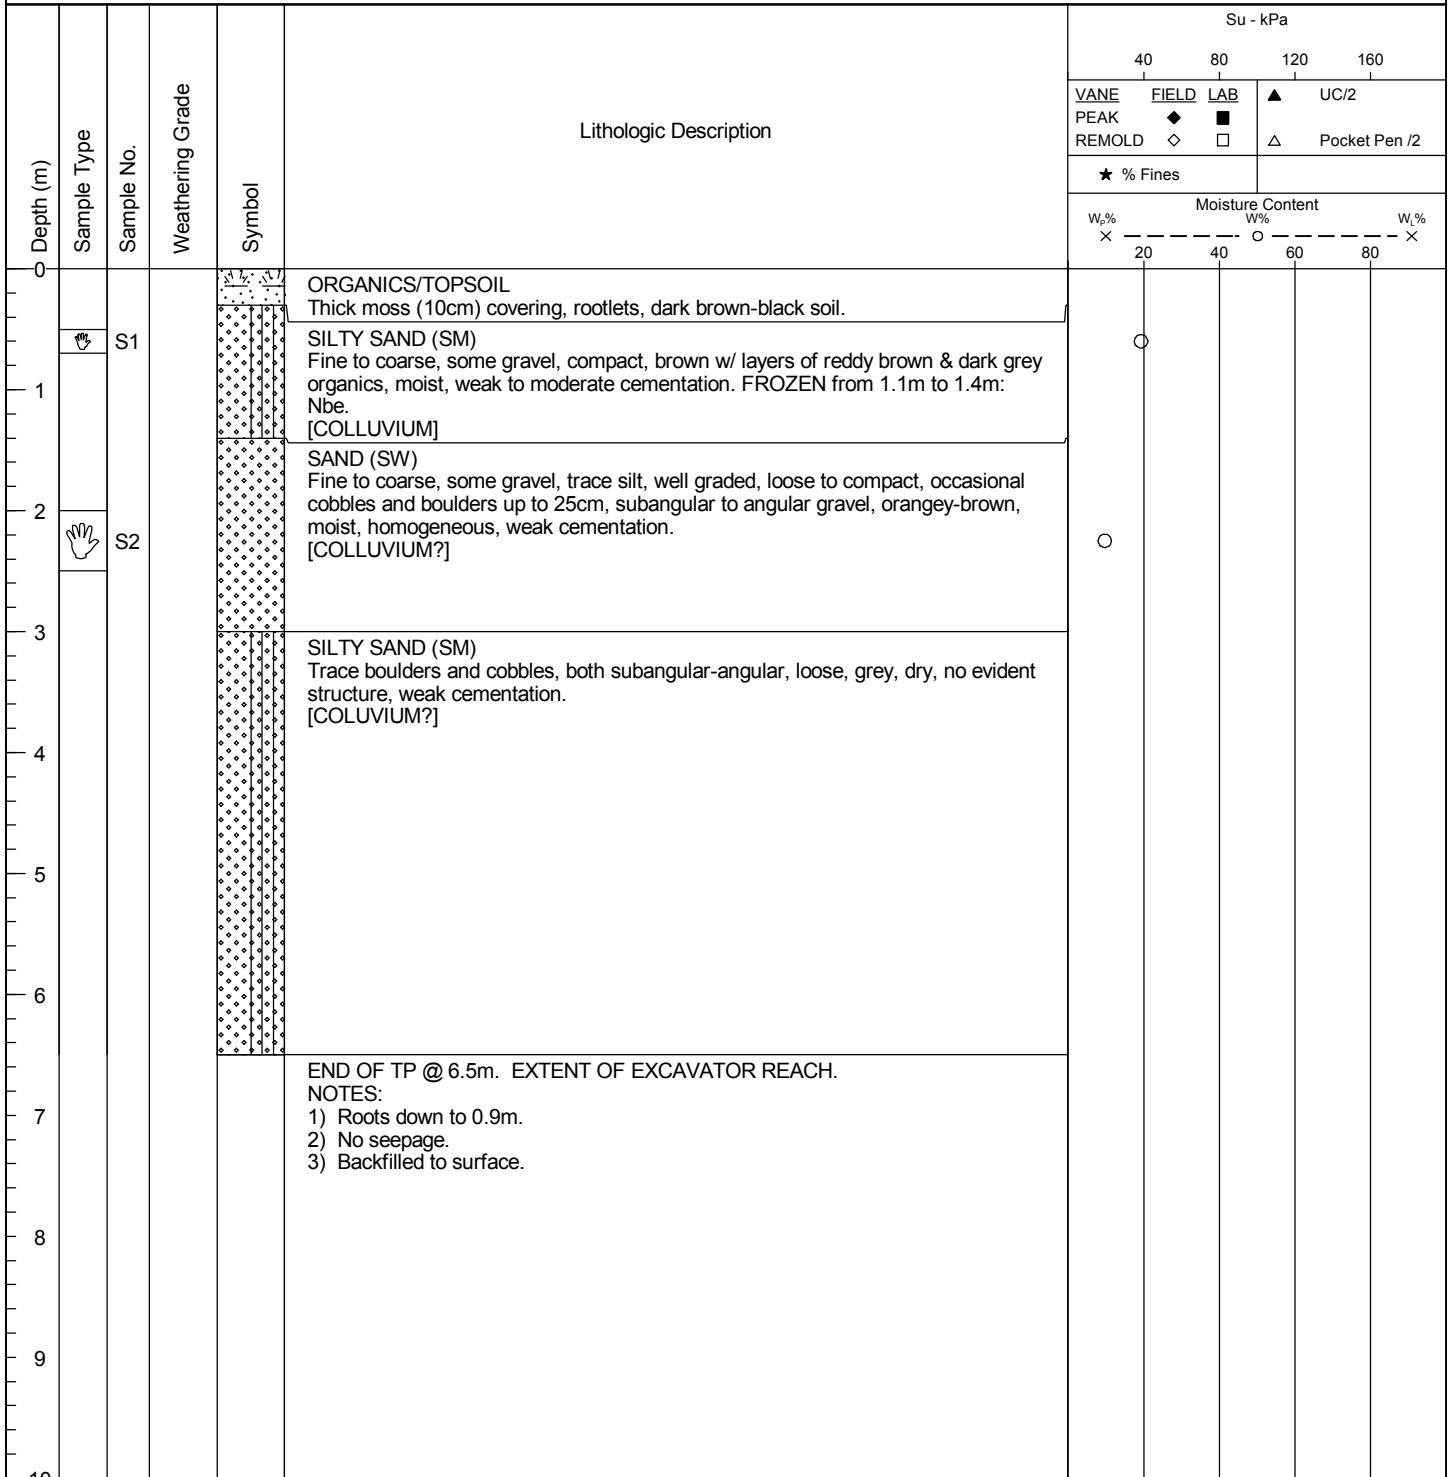 Su - kPa
40 80 120 160
VANE FIELD LAB UC/2
PEAK
REMOLD Pocket Pen /2
% Fines
Moisture Content
Wₚ% W% W_L%
20 40 60 80
Depth (m)
Sample Type
Sample No.
Weathering Grade
Symbol
Lithologic Description
0
ORGANICS/TOPSOIL
Thick moss (10cm) covering, rootlets, dark brown-black soil.
S1
SILTY SAND (SM)
Fine to coarse, some gravel, compact, brown w/ layers of reddy brown & dark grey
organics, moist, weak to moderate cementation. FROZEN from 1.1m to 1.4m:
Nbe.
[COLLUVIUM]
1
SAND (SW)
Fine to coarse, some gravel, trace silt, well graded, loose to compact, occasional
cobbles and boulders up to 25cm, subangular to angular gravel, orangey-brown,
moist, homogeneous, weak cementation.
[COLLUVIUM?]
2
S2
3
SILTY SAND (SM)
Trace boulders and cobbles, both subangular-angular, loose, grey, dry, no evident
structure, weak cementation.
[COLUVIUM?]
4
5
6
END OF TP @ 6.5m. EXTENT OF EXCAVATOR REACH.
NOTES:
1) Roots down to 0.9m.
2) No seepage.
3) Backfilled to surface.
7
8
9
10